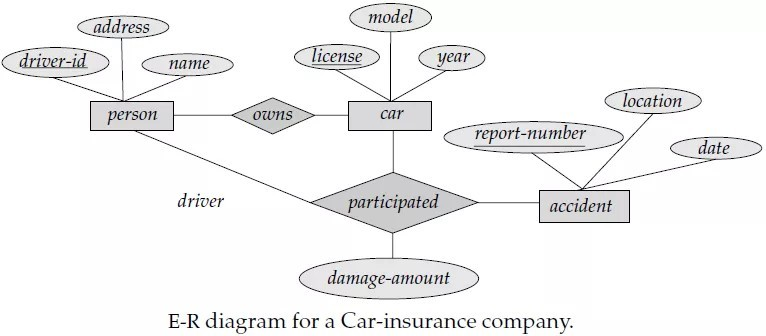 model
address
driver-id
name
license
year
person
owns
car
location
report-number
date
driver
participated
accident
damage-amount
E-R diagram for a Car-insurance company.